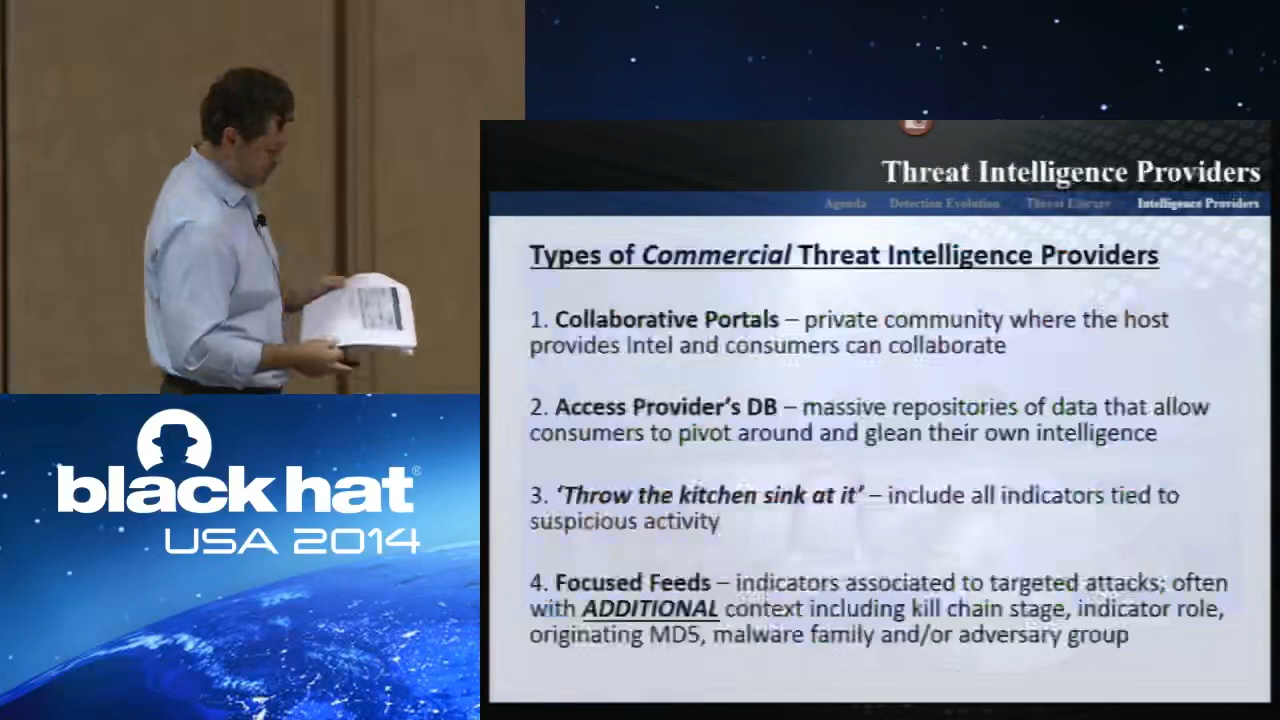 Threat Intelligence Providers
Agenda Detection Evolution Threat Library Intelligence Providers
Types of Commercial Threat Intelligence Providers
1. Collaborative Portals – private community where the host
provides Intel and consumers can collaborate
2. Access Provider’s DB – massive repositories of data that allow
consumers to pivot around and glean their own intelligence
3. ‘Throw the kitchen sink at it’ – include all indicators tied to
suspicious activity
4. Focused Feeds – indicators associated to targeted attacks; often
with ADDITIONAL context including kill chain stage, indicator role,
originating MD5, malware family and/or adversary group
black hat®
USA 2014